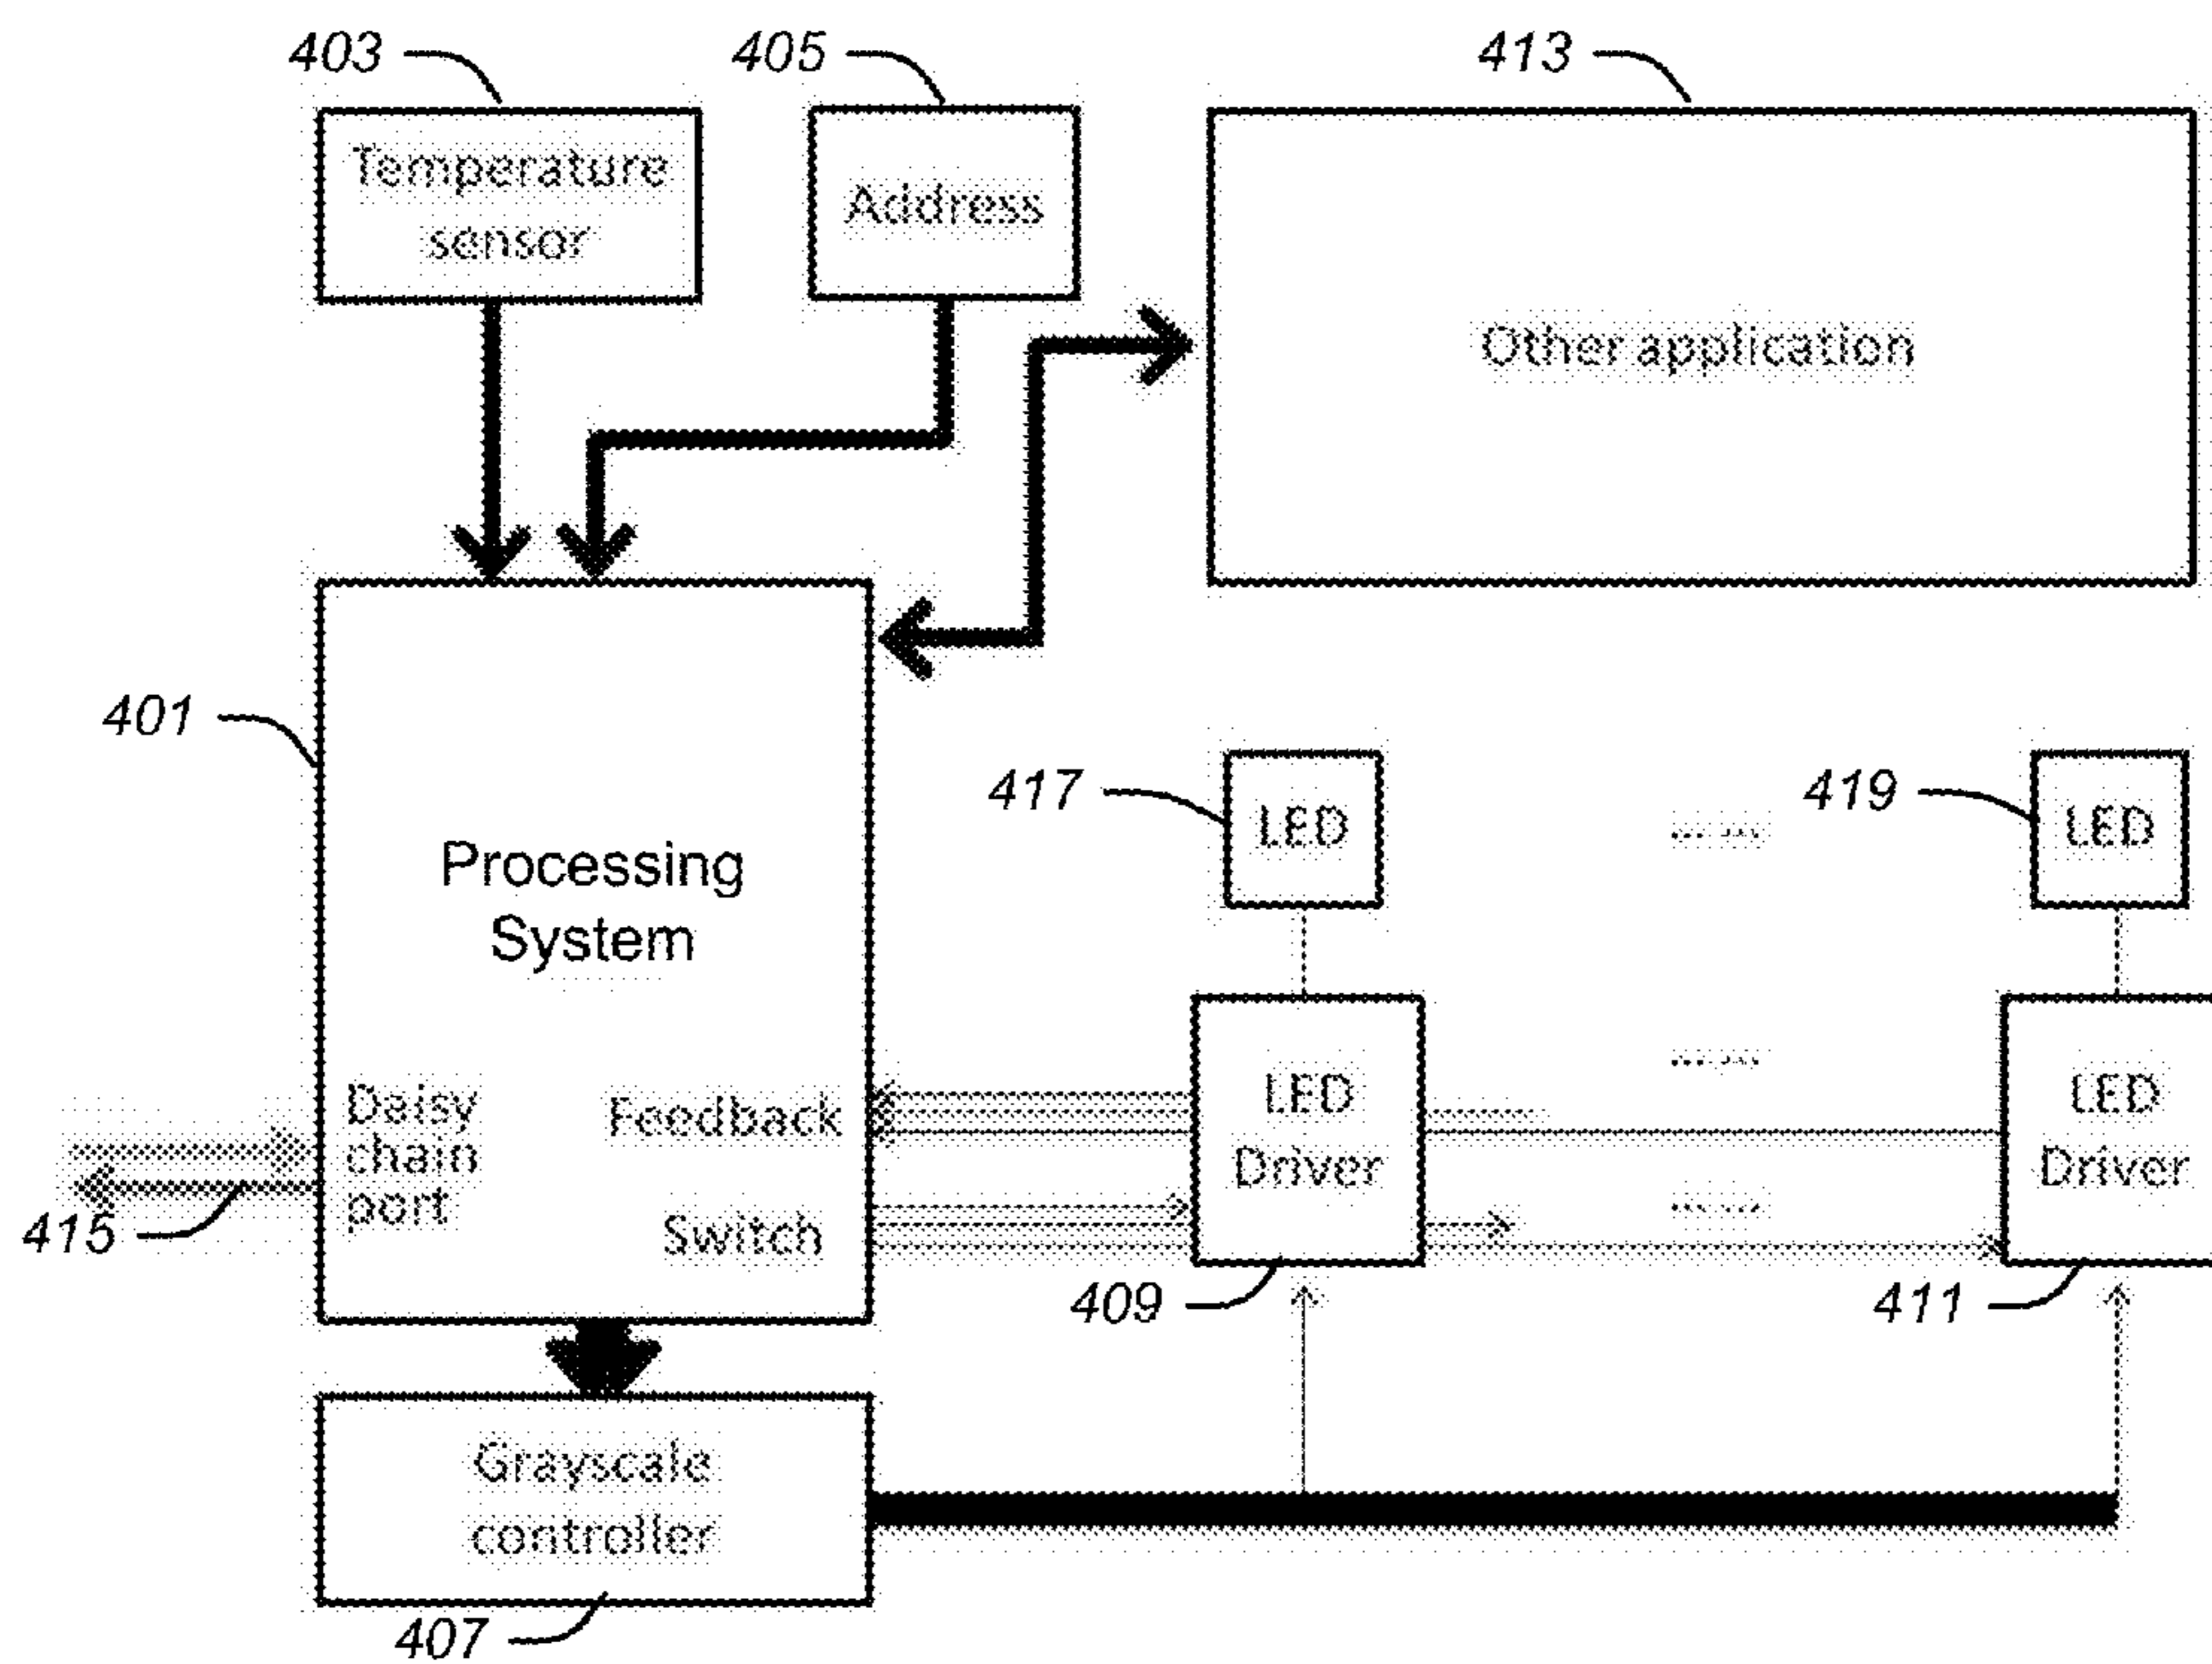 403
405
413
Temperature
sensor
Address
Other application
401
417
LED
...  ...
419
LED
Processing
System
LED
Driver
...  ...
LED
Driver
Daisy
chain
port
Feedback
Switch
...  ...
415
409
411
Grayscale
controller
407